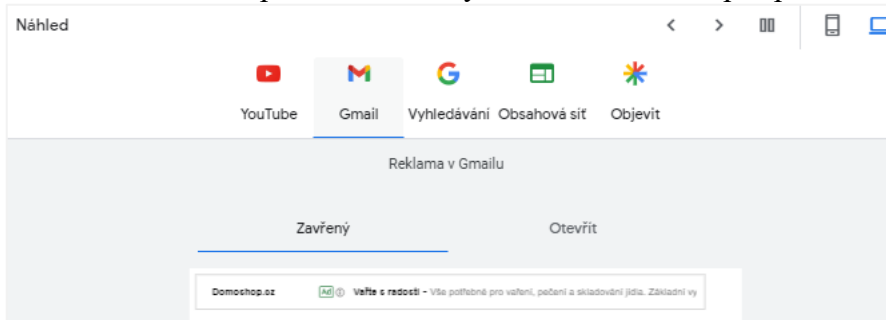 Náhled
YouTube Gmail Vyhledávání Obsahová síť Objevit
Reklama v Gmailu
Zavřený Otevřít
Domoshop.cz Ad Vařte s radostí - Vše potřebné pro vaření, pečení a skladování jídla. Základní vy